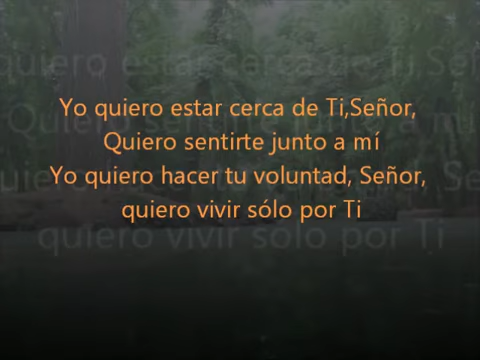 Yo quiero estar cerca de Ti,Señor,
Quiero sentirte junto a mí
Yo quiero hacer tu voluntad, Señor,
quiero vivir sólo por Ti